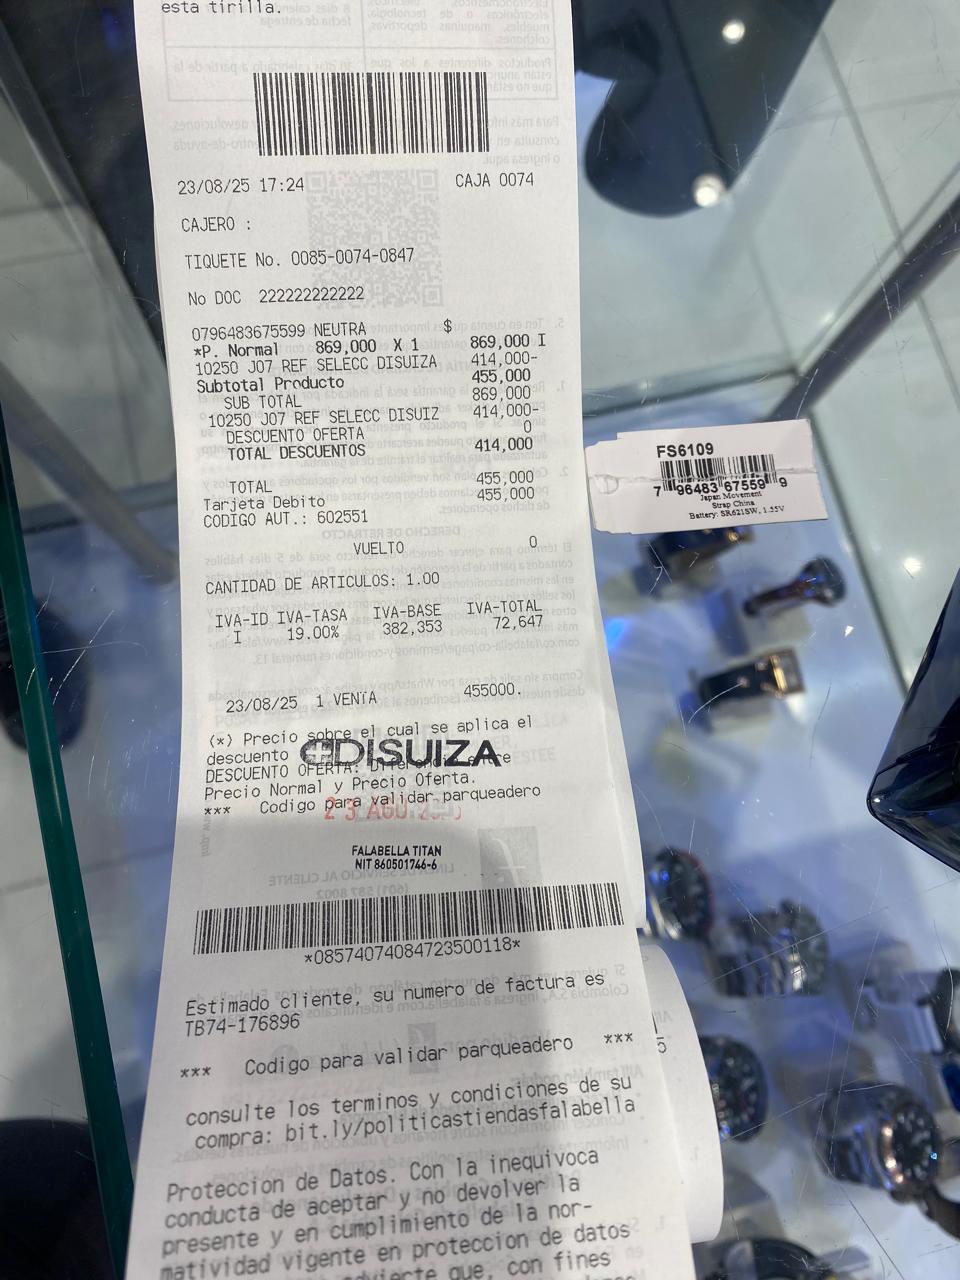 esta tirilla.
23/08/25 17:24 CAJA 0074
CAJERO :
TIQUETE No. 0085-0074-0847
No DOC 222222222222
0796483675599 NEUTRA $
*P. Normal 869,000 X 1 869,000 I
10250 J07 REF SELECC DISUIZA 414,000-
Subtotal Producto 455,000
SUB TOTAL 869,000
10250 J07 REF SELECC DISUIZ 414,000-
DESCUENTO OFERTA 0
TOTAL DESCUENTOS 414,000
TOTAL 455,000
Tarjeta Debito 455,000
CODIGO AUT.: 602551
VUELTO 0
CANTIDAD DE ARTICULOS: 1.00
IVA-ID IVA-TASA IVA-BASE IVA-TOTAL
I 19.00% 382,353 72,647
23/08/25 1 VENTA 455000.
(*) Precio sobre el cual se aplica el
descuento
DISUIZA
DESCUENTO OFERTA:
Precio Normal y Precio Oferta.
*** Codigo para validar parqueadero
23 AGO
FALABELLA TITAN
NIT 860501746-6
*08574074084723500118*
Estimado cliente, su numero de factura es
TB74-176896
*** Codigo para validar parqueadero ***
consulte los terminos y condiciones de su
compra: bit.ly/politicastiendasfalabella
Proteccion de Datos. Con la inequivoca
conducta de aceptar y no devolver la
presente y en cumplimiento de la nor-
matividad vigente en proteccion de datos
advierte que, con fines
FS6109
7 96483 67559 9
Japan Movement
Strap China
Battery: SR621SW, 1.55V